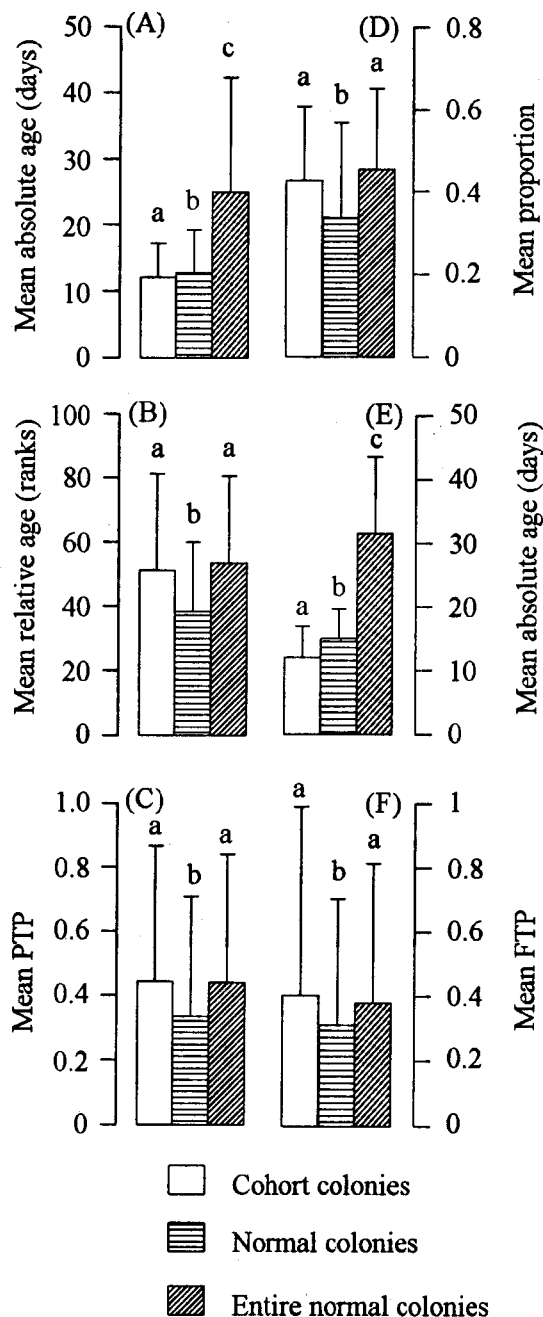 (A)
Mean absolute age (days)
50
40
30
20
10
0
a
b
c
(D)
Mean proportion
0.8
0.6
0.4
0.2
0
a
b
a
(B)
Mean relative age (ranks)
100
80
60
40
20
0
a
b
a
(E)
Mean absolute age (days)
50
40
30
20
10
0
a
b
c
(C)
Mean PTP
1.0
0.8
0.6
0.4
0.2
0
a
b
a
(F)
Mean FTP
1
0.8
0.6
0.4
0.2
0
a
b
a
Cohort colonies
Normal colonies
Entire normal colonies